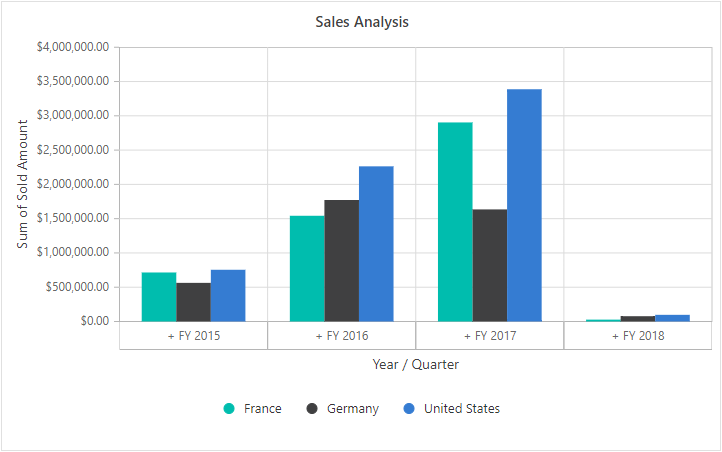 Sales Analysis
$4,000,000.00
$3,500,000.00
$3,000,000.00
$2,500,000.00
$2,000,000.00
$1,500,000.00
$1,000,000.00
$500,000.00
$0.00
Sum of Sold Amount
+ FY 2015 + FY 2016 + FY 2017 + FY 2018
Year / Quarter
France Germany United States